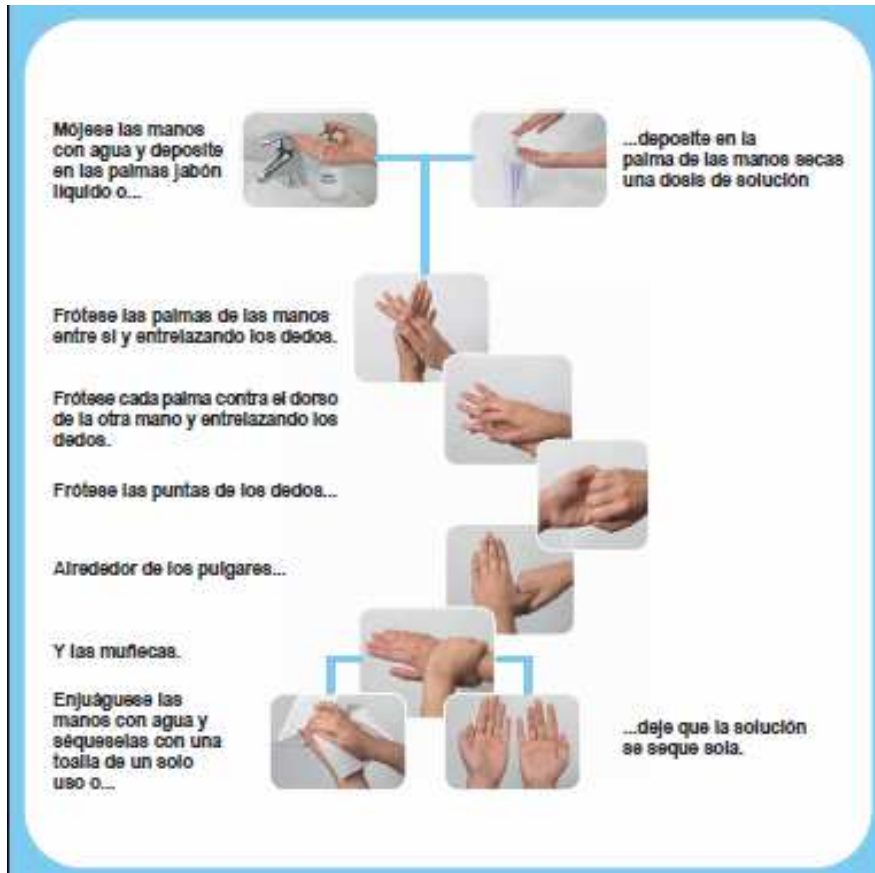 Mójese las manos
con agua y deposite
en las palmas jabón
líquido o...
...deposite en la
palma de las manos secas
una dosis de solución
Frótese las palmas de las manos
entre sí y entrelazando los dedos.
Frótese cada palma contra el dorso
de la otra mano y entrelazando los
dedos.
Frótese las puntas de los dedos...
Alrededor de los pulgares...
Y las muñecas.
Enjuáguese las
manos con agua y
séqueselas con una
toalla de un solo
uso o...
...deje que la solución
se seque sola.